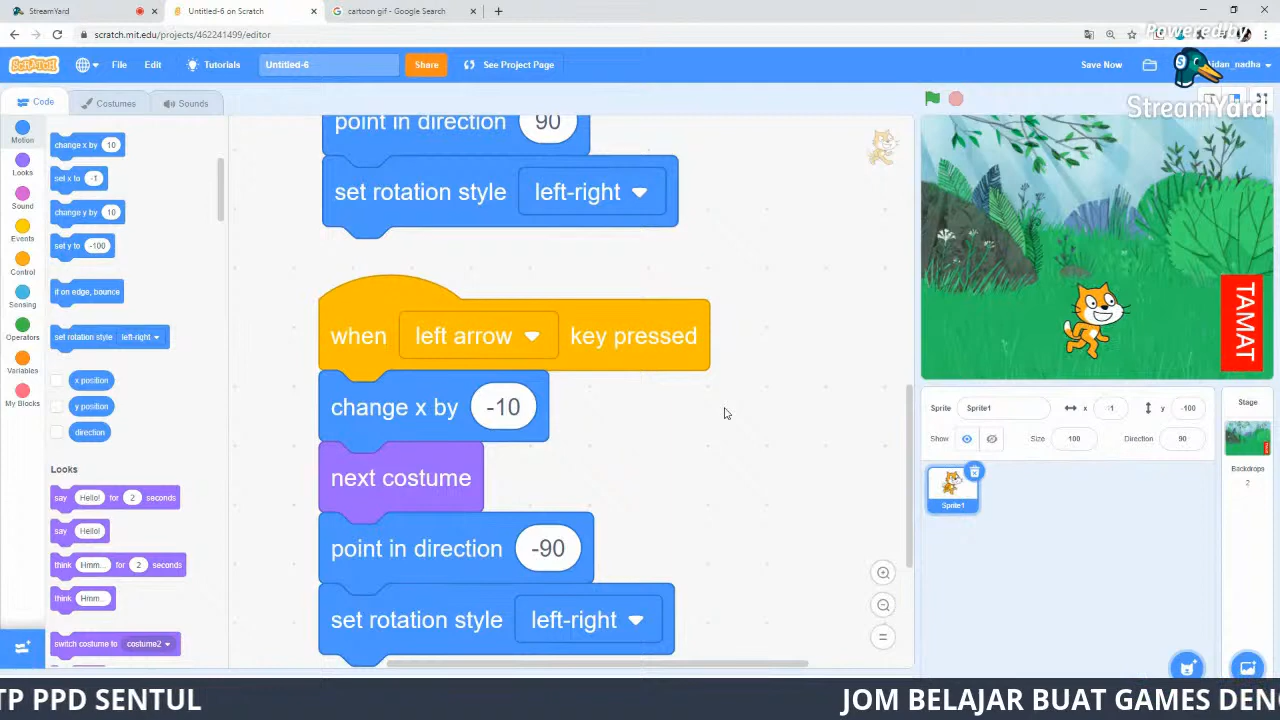 StreamYard
Untitled-6 on Scratch
cartoon gif - Google Search
scratch.mit.edu/projects/462241499/editor
Powered by
StreamYard
SCRATCH
File
Edit
Tutorials
Untitled-6
Share
See Project Page
Save Now
Code
Costumes
Sounds
Motion
Looks
Sound
Events
Control
Sensing
Operators
Variables
My Blocks
change x by 10
set x to -1
change y by 10
set y to -100
if on edge, bounce
set rotation style left-right
x position
y position
direction
Looks
say Hello! for 2 seconds
say Hello!
think Hmm... for 2 seconds
think Hmm...
switch costume to costume2
point in direction 90
set rotation style left-right
when left arrow key pressed
change x by -10
next costume
point in direction -90
set rotation style left-right
TAMAT
Sprite Sprite1 x -1 y -100
Show Size 100 Direction 90
Sprite1
Stage
Backdrops
2
TP PPD SENTUL
JOM BELAJAR BUAT GAMES DEN